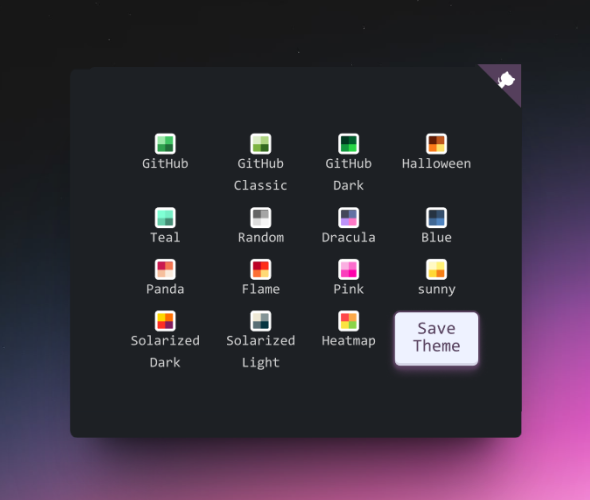 GitHub
GitHub
Classic
GitHub
Dark
Halloween
Teal
Random
Dracula
Blue
Panda
Flame
Pink
sunny
Solarized
Dark
Solarized
Light
Heatmap
Save
Theme